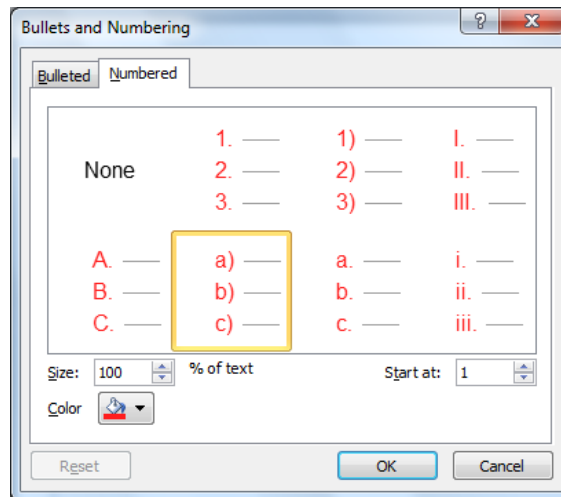 Bullets and Numbering
Bulleted Numbered
None
1.
2.
3.
1)
2)
3)
I.
II.
III.
A.
B.
C.
a)
b)
c)
a.
b.
c.
i.
ii.
iii.
Size: 100 % of text Start at: 1
Color
Reset OK Cancel